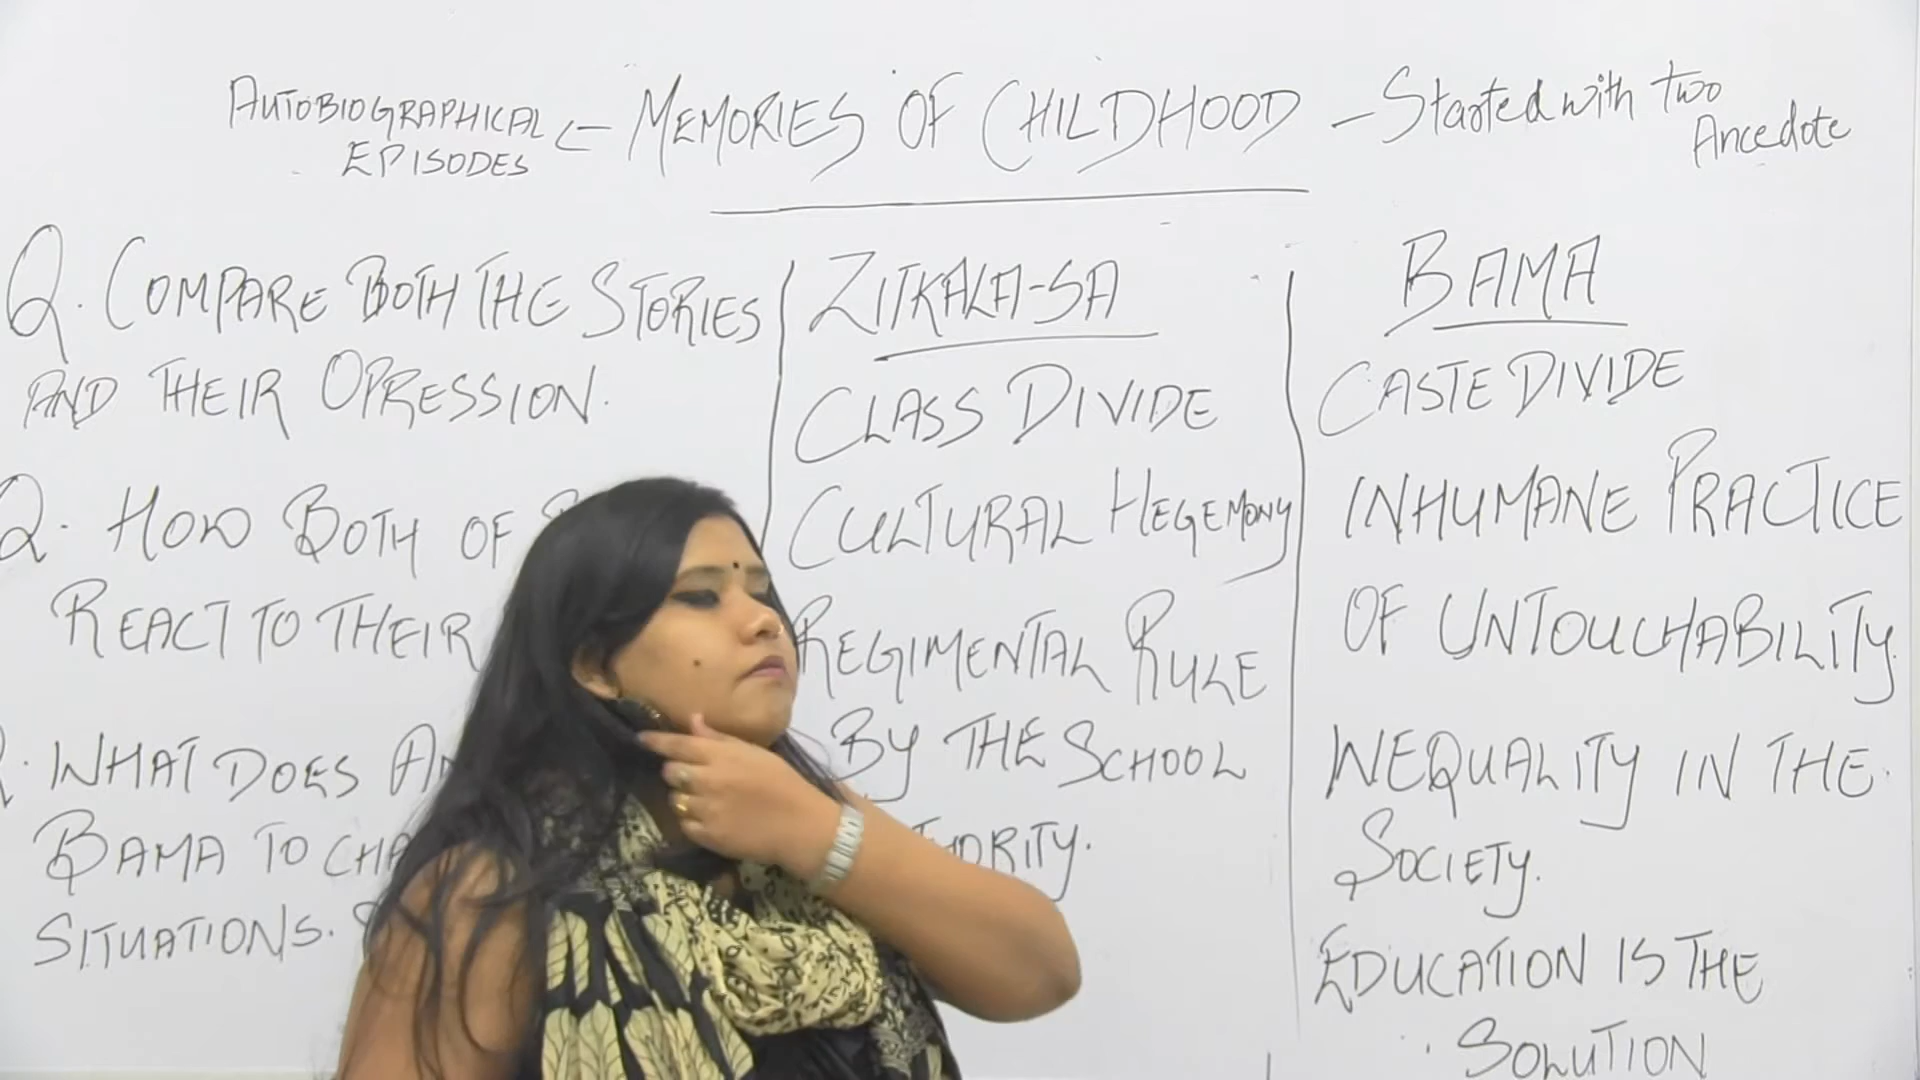 AUTOBIOGRAPHICAL
EPISODES
MEMORIES OF CHILDHOOD
Started with two
Ancedote
Q. COMPARE BOTH THE STORIES
AND THEIR OPRESSION.
Q. HOW BOTH OF
REACT TO THEIR
WHAT DOES
BAMA TO
SITUATIONS.
ZITKALA-SA
CLASS DIVIDE
CULTURAL HEGEMONY
REGIMENTAL RULE
BY THE SCHOOL
BAMA
CASTE DIVIDE
INHUMANE PRACTICE
OF UNTOUCHABILITY.
INEQUALITY IN THE
SOCIETY.
EDUCATION IS THE
SOLUTION